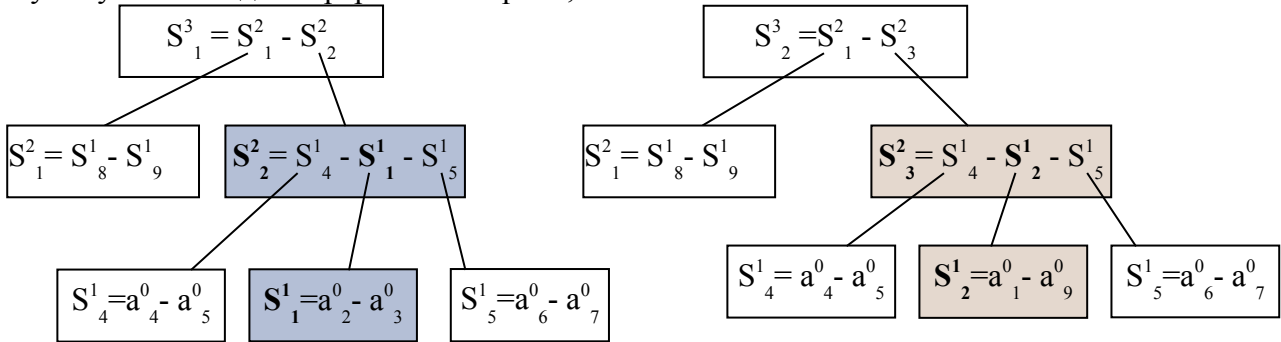 S³₁ = S²₁ - S²₂
S³₂ =S²₁ - S²₃
S²₁= S¹₈- S¹₉
S²₂= S¹₄ - S¹₁ - S¹₅
S²₁= S¹₈- S¹₉
S²₃= S¹₄ - S¹₂ - S¹₅
S¹₄ =a⁰₄- a⁰₅
S¹₁=a⁰₂- a⁰₃
S¹₅=a⁰₆- a⁰₇
S¹₄ = a⁰₄- a⁰₅
S¹₂=a⁰₁- a⁰₉
S¹₅=a⁰₆- a⁰₇